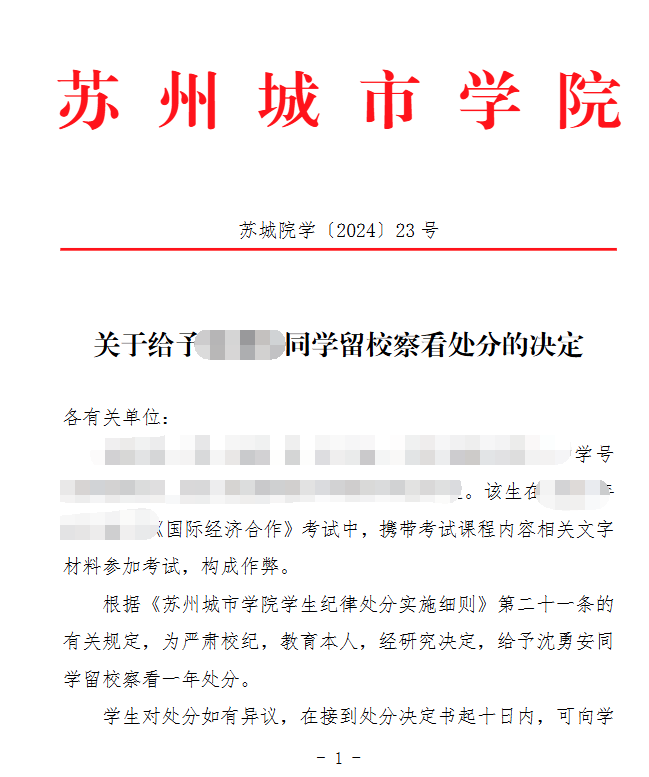 苏州城市学院
苏城院学〔2024〕23 号
关于给予同学留校察看处分的决定
各有关单位：
学号
。该生在
《国际经济合作》考试中，携带考试课程内容相关文字
材料参加考试，构成作弊。
根据《苏州城市学院学生纪律处分实施细则》第二十一条的
有关规定，为严肃校纪，教育本人，经研究决定，给予沈勇安同
学留校察看一年处分。
学生对处分如有异议，在接到处分决定书起十日内，可向学
- 1 -